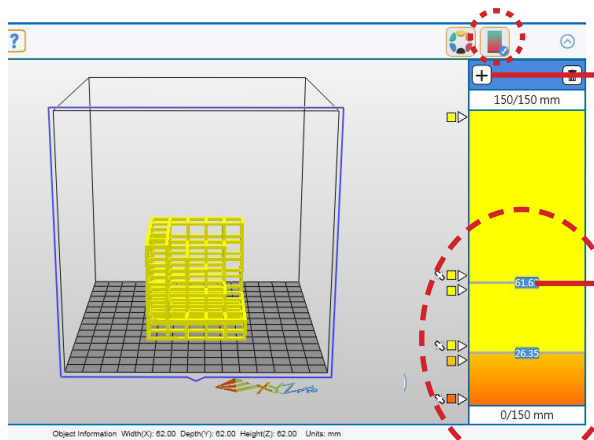 ?
150/150 mm
61.60
26.35
0/150 mm
XYZprinting
Object Information Width(X): 62.00 Depth(Y): 62.00 Height(Z): 62.00 Units: mm